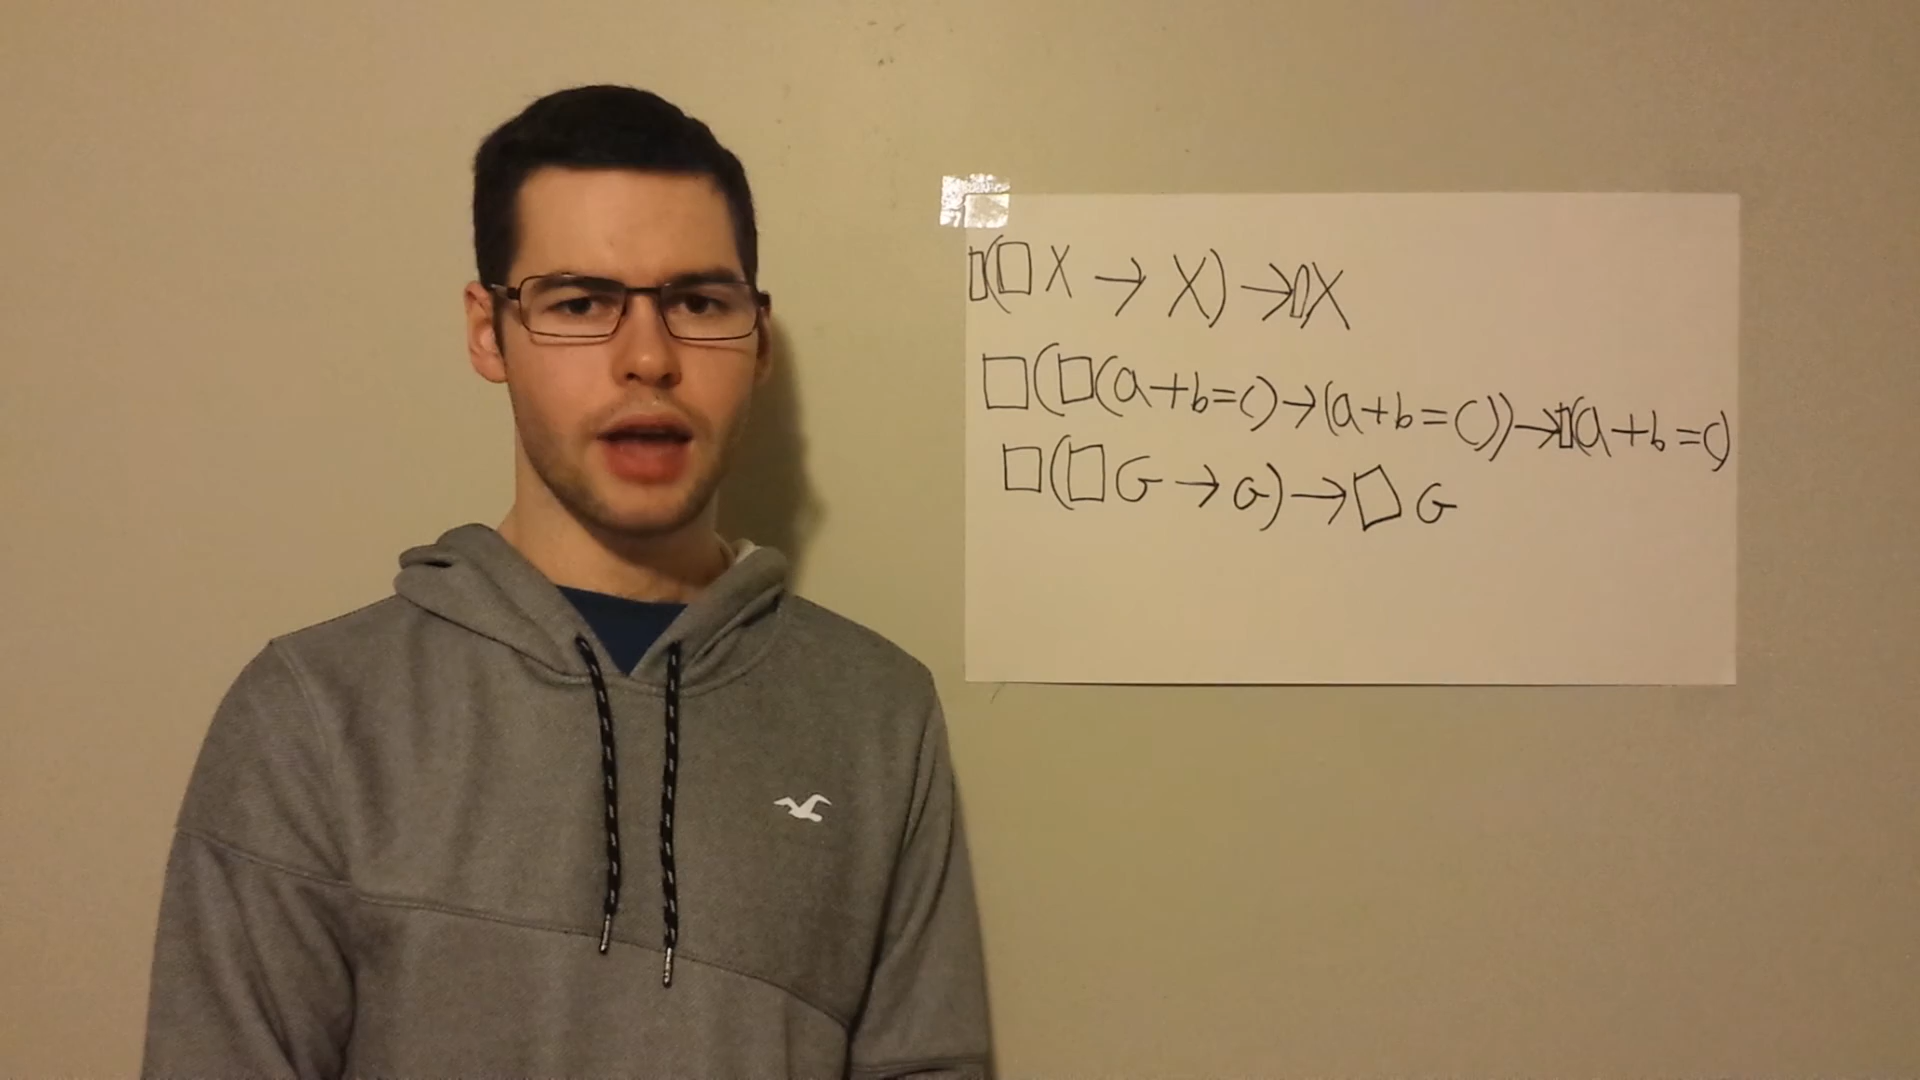 □(□X → X) → □X
□(□(a+b=c) → (a+b=c)) → □(a+b=c)
□(□G → G) → □G